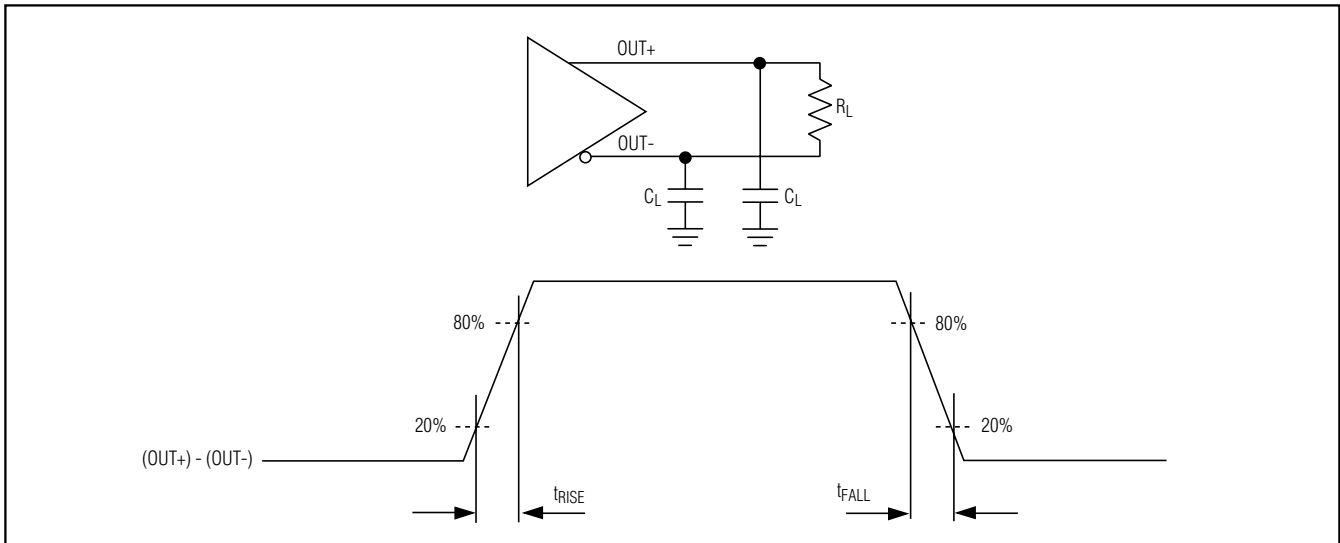 OUT+
R_L
OUT-
C_L C_L
80% 80%
20% 20%
(OUT+) - (OUT-)
t_RISE t_FALL